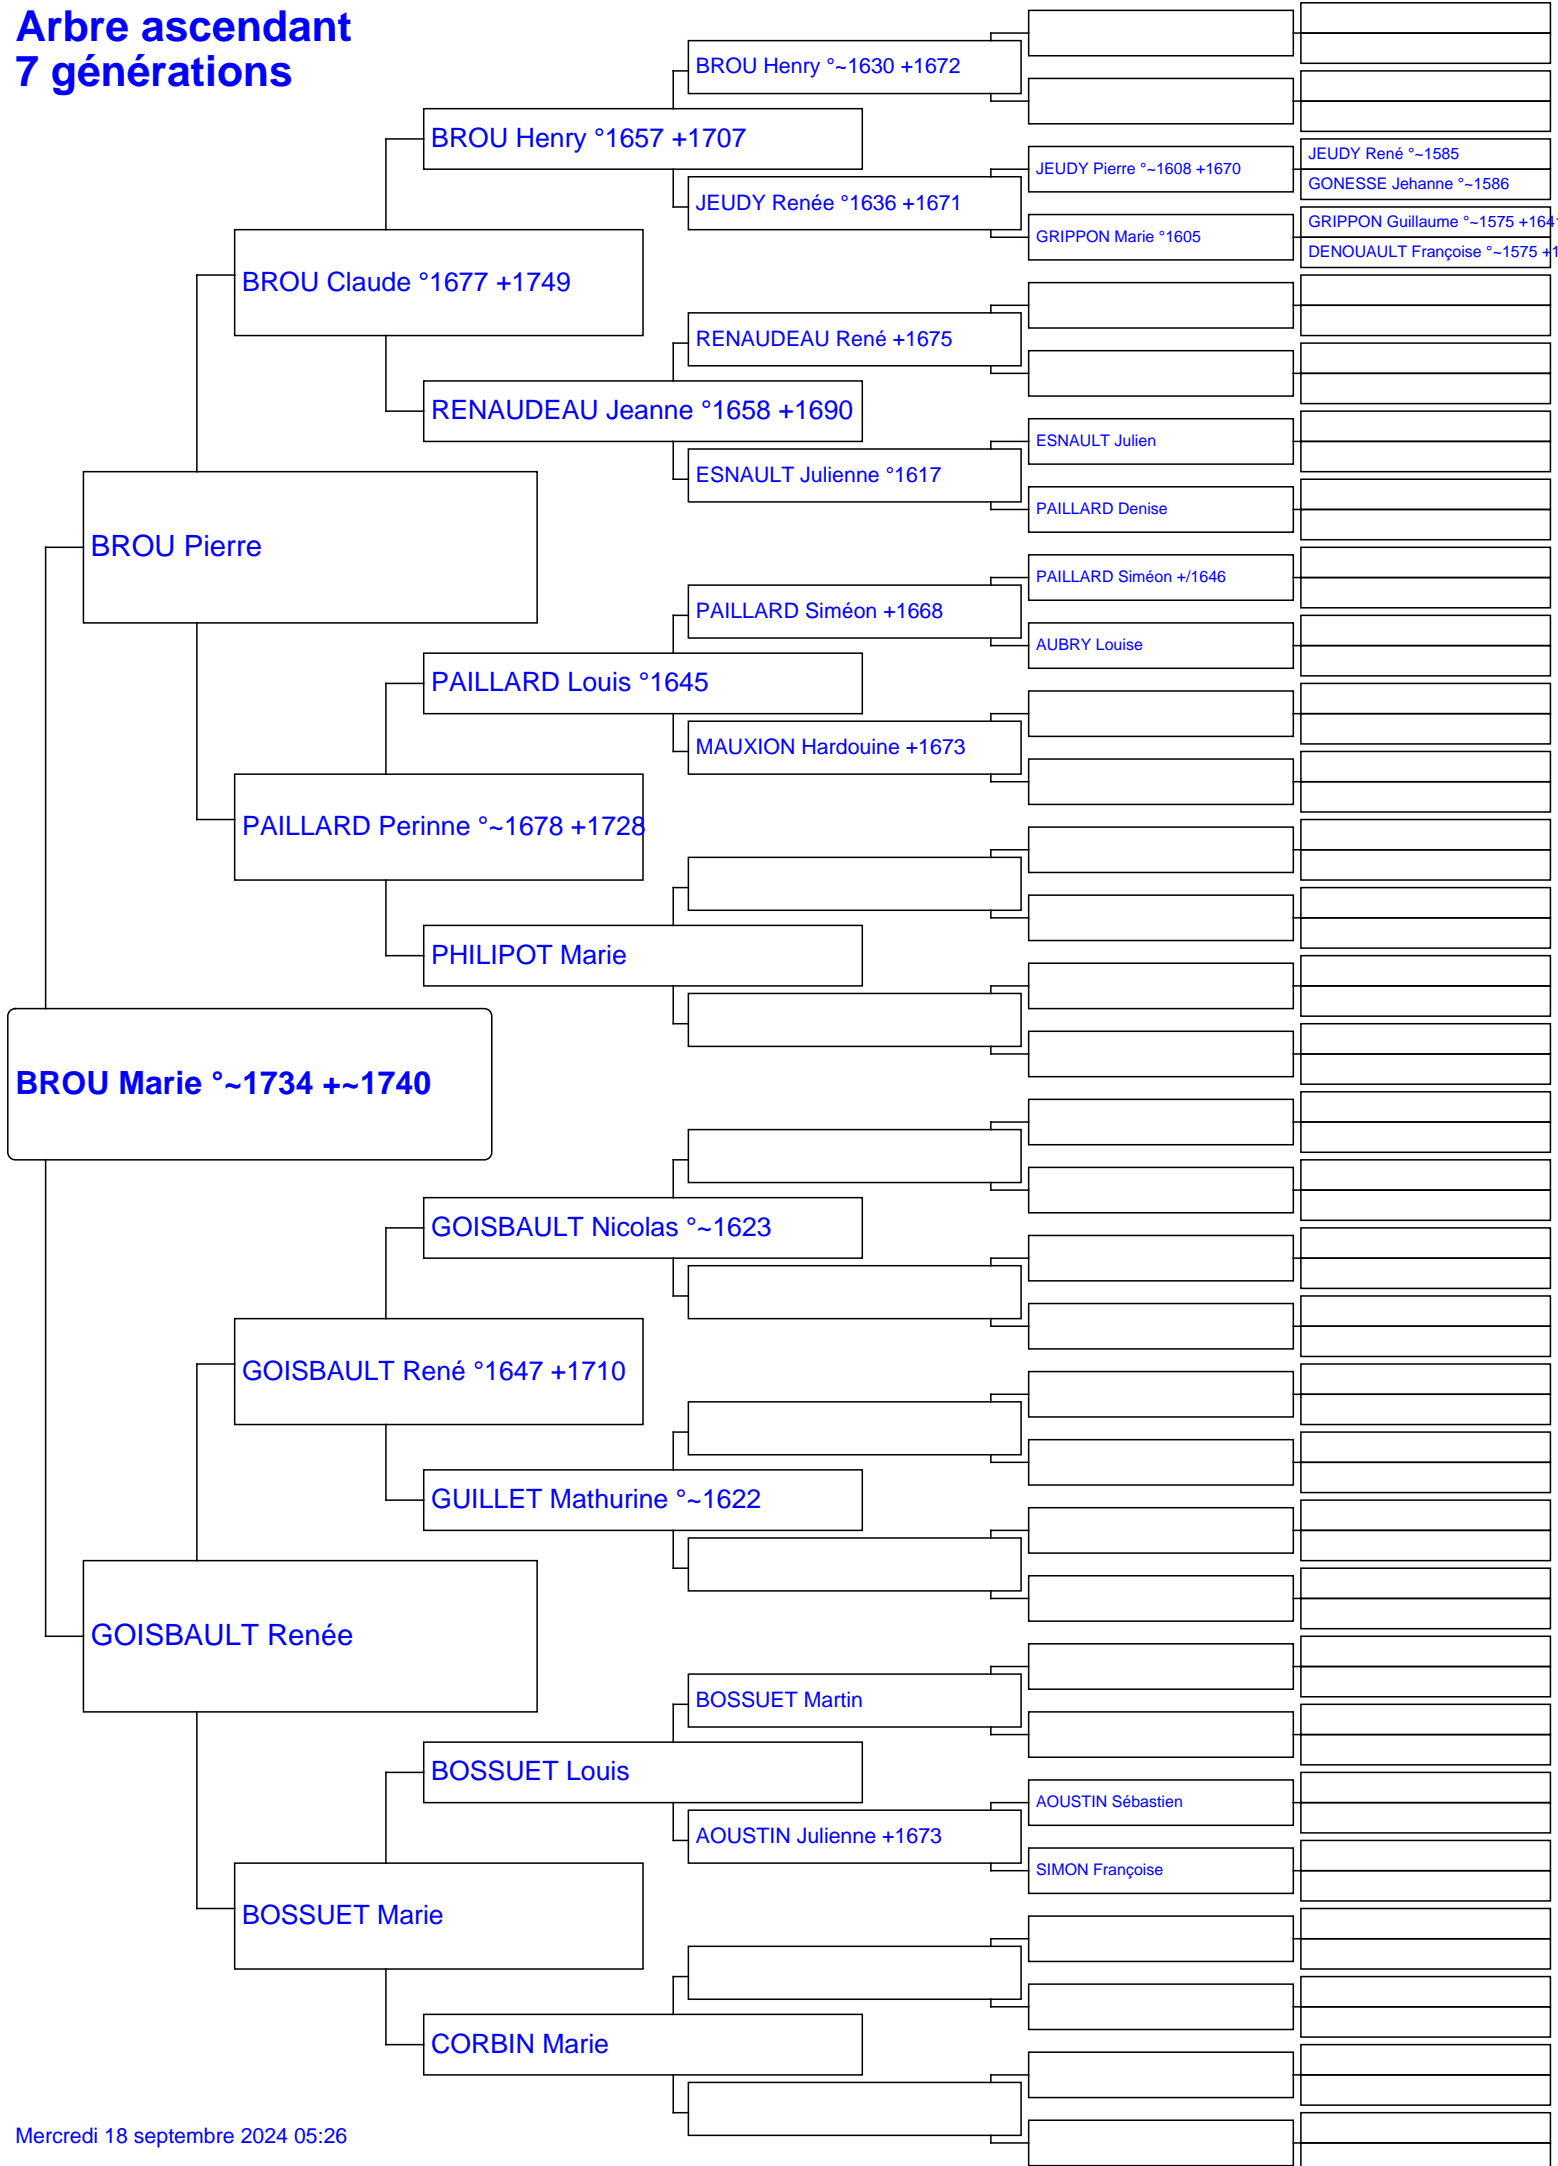 Arbre ascendant
7 générations
BROU Henry °~1630 +1672
BROU Henry °1657 +1707
JEUDY René °~1585
JEUDY Pierre °~1608 +1670
GONESSE Jehanne °~1586
JEUDY Renée °1636 +1671
GRIPPON Guillaume °~1575 +1641
GRIPPON Marie °1605
DENOUAULT Françoise °~1575 +1
BROU Claude °1677 +1749
RENAUDEAU René +1675
RENAUDEAU Jeanne °1658 +1690
ESNAULT Julien
ESNAULT Julienne °1617
PAILLARD Denise
BROU Pierre
PAILLARD Siméon +/1646
PAILLARD Siméon +1668
AUBRY Louise
PAILLARD Louis °1645
MAUXION Hardouine +1673
PAILLARD Perinne °~1678 +1728
PHILIPOT Marie
BROU Marie °~1734 +~1740
GOISBAULT Nicolas °~1623
GOISBAULT René °1647 +1710
GUILLET Mathurine °~1622
GOISBAULT Renée
BOSSUET Martin
BOSSUET Louis
AOUSTIN Sébastien
AOUSTIN Julienne +1673
SIMON Françoise
BOSSUET Marie
CORBIN Marie
Mercredi 18 septembre 2024 05:26